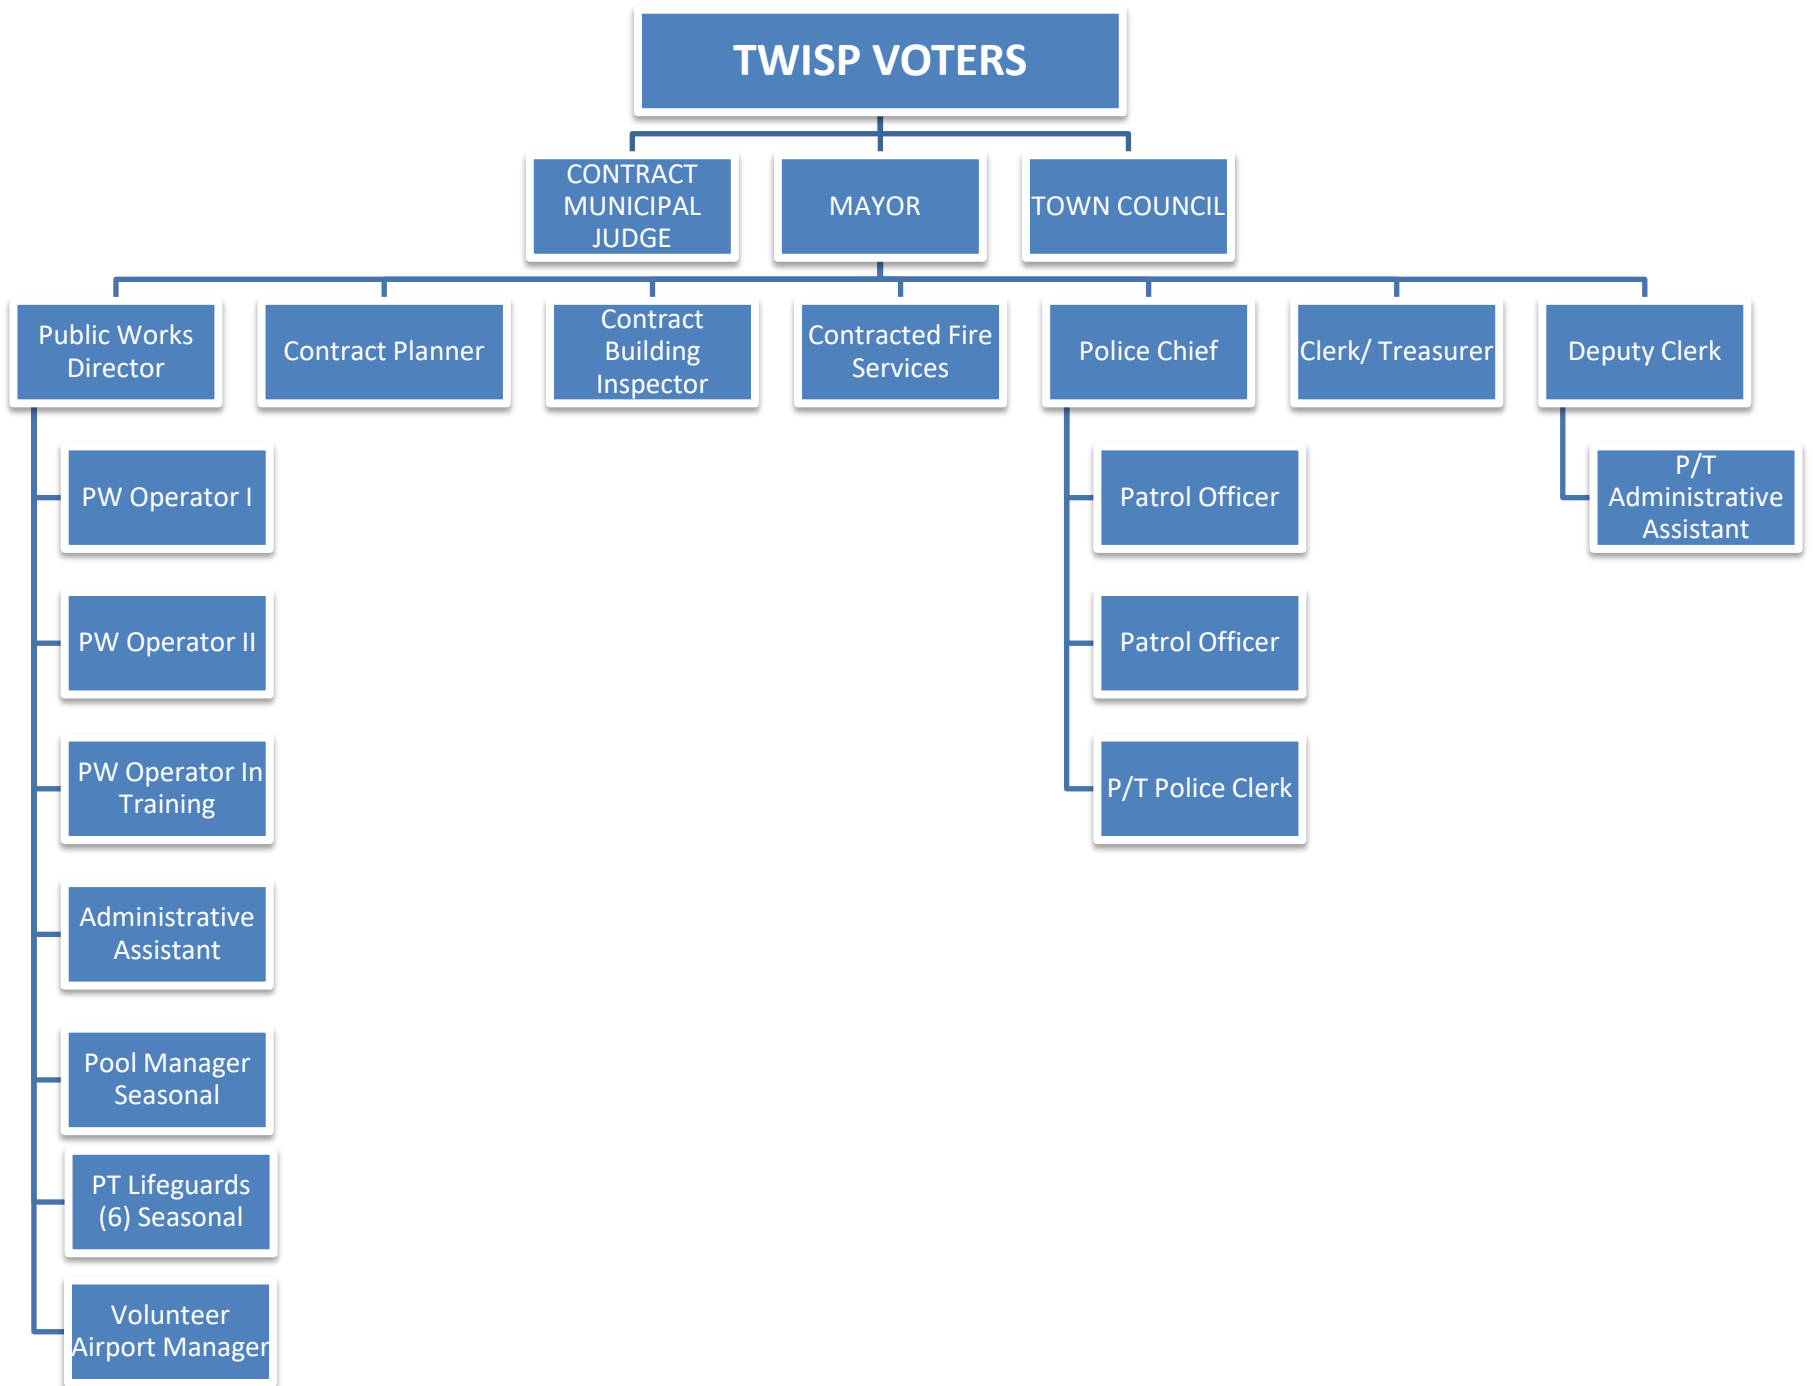 TWISP VOTERS
CONTRACT
MUNICIPAL
JUDGE
MAYOR
TOWN COUNCIL
Public Works
Director
Contract Planner
Contract
Building
Inspector
Contracted Fire
Services
Police Chief
Clerk/ Treasurer
Deputy Clerk
PW Operator I
PW Operator II
PW Operator In
Training
Administrative
Assistant
Pool Manager
Seasonal
PT Lifeguards
(6) Seasonal
Volunteer
Airport Manager
Patrol Officer
Patrol Officer
P/T Police Clerk
P/T
Administrative
Assistant